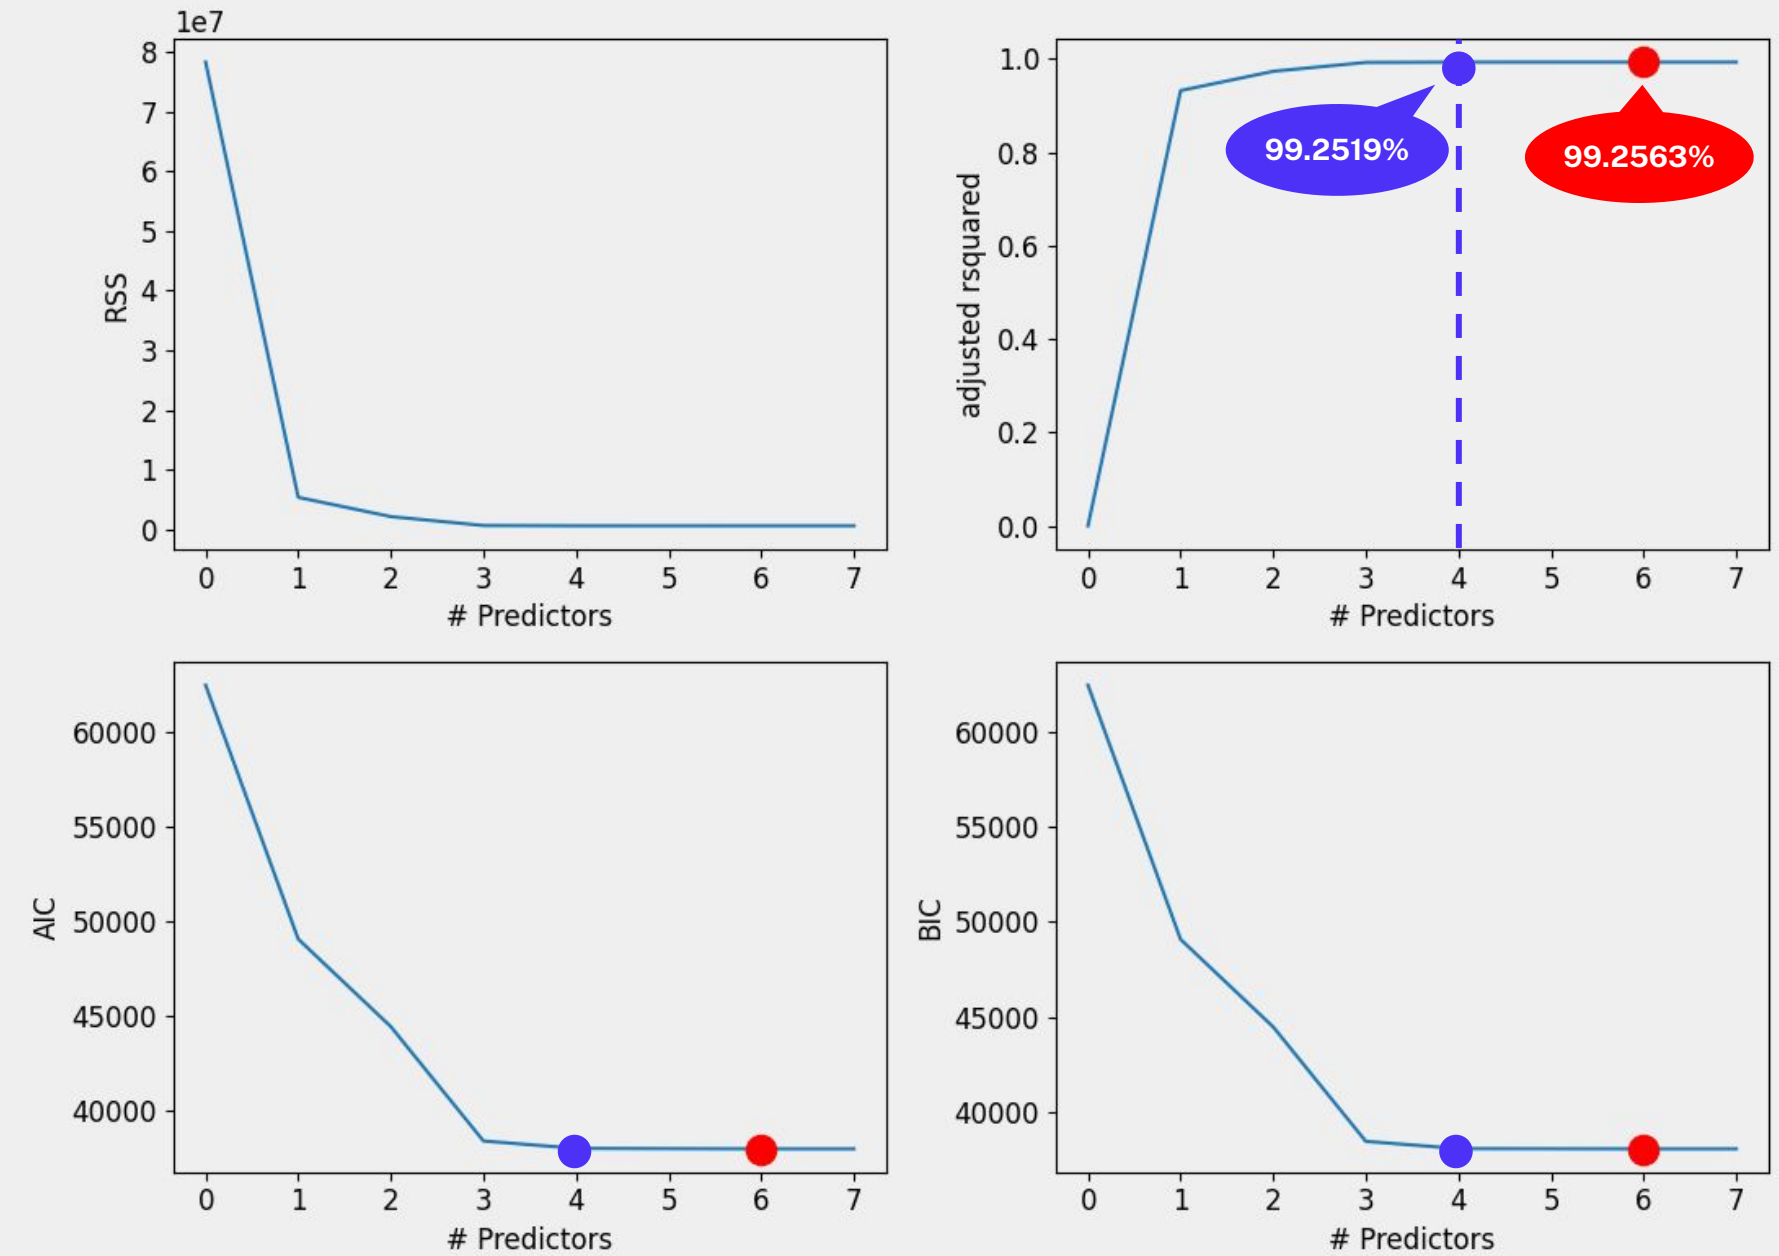 1e7
8
7
6
5
4
3
2
1
0
RSS
0 1 2 3 4 5 6 7
# Predictors
1.0
0.8
0.6
0.4
0.2
0.0
adjusted rsquared
99.2519%
99.2563%
0 1 2 3 4 5 6 7
# Predictors
60000
55000
50000
45000
40000
AIC
0 1 2 3 4 5 6 7
# Predictors
60000
55000
50000
45000
40000
BIC
0 1 2 3 4 5 6 7
# Predictors